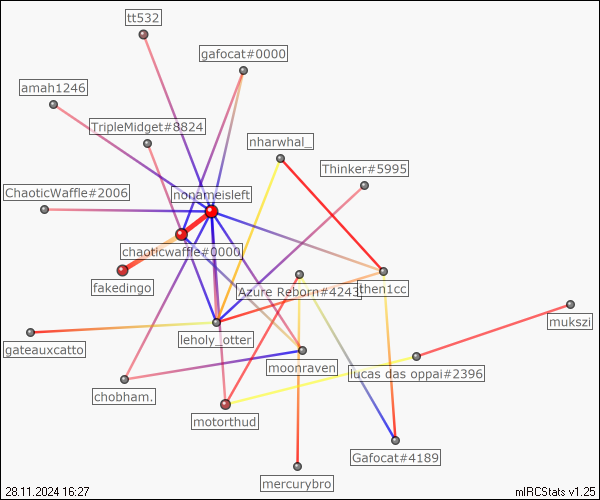 tt532
gafocat#0000
amah1246
TripleMidget#8824
nharwhal_
Thinker#5995
ChaoticWaffle#2006
nonameisleft
chaoticwaffle#0000
fakedingo
Azure Reborn#4243
then1cc
mukszi
leholy_otter
gateauxcatto
moonraven
lucas das oppai#2396
chobham.
motorthud
Gafocat#4189
mercurybro
28.11.2024 16:27
mIRCStats v1.25